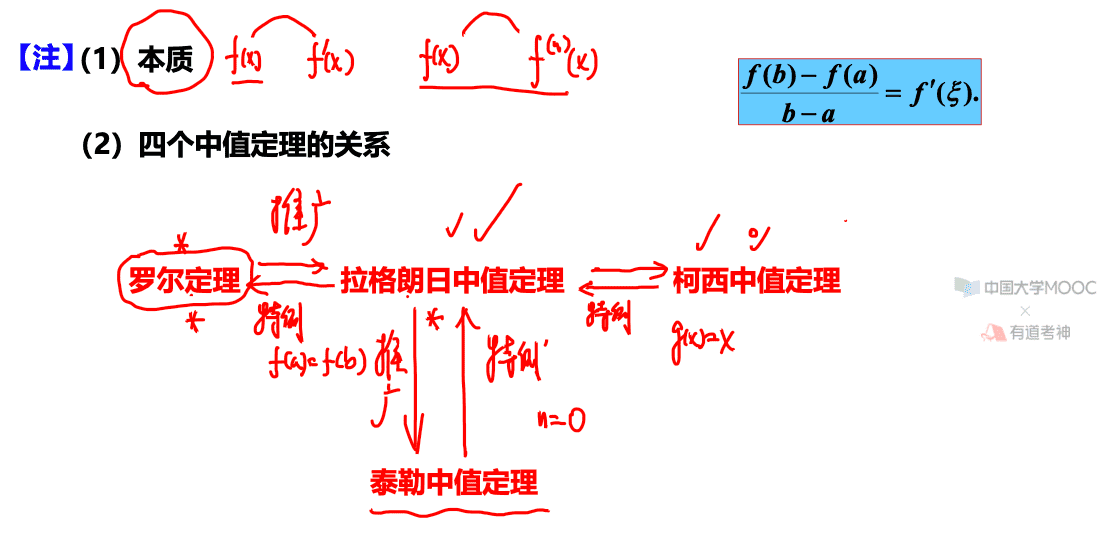 【注】（1）本质 f(x) f'(x) f(x) f⁽ⁿ⁾(x)
f(b)－f(a) / b－a = f′(ξ).
（2）四个中值定理的关系
推广
罗尔定理 拉格朗日中值定理 柯西中值定理
特例 特例
f(a)=f(b) 推广 特例 g(x)=x
n=0
泰勒中值定理
中国大学MOOC
×
有道考神